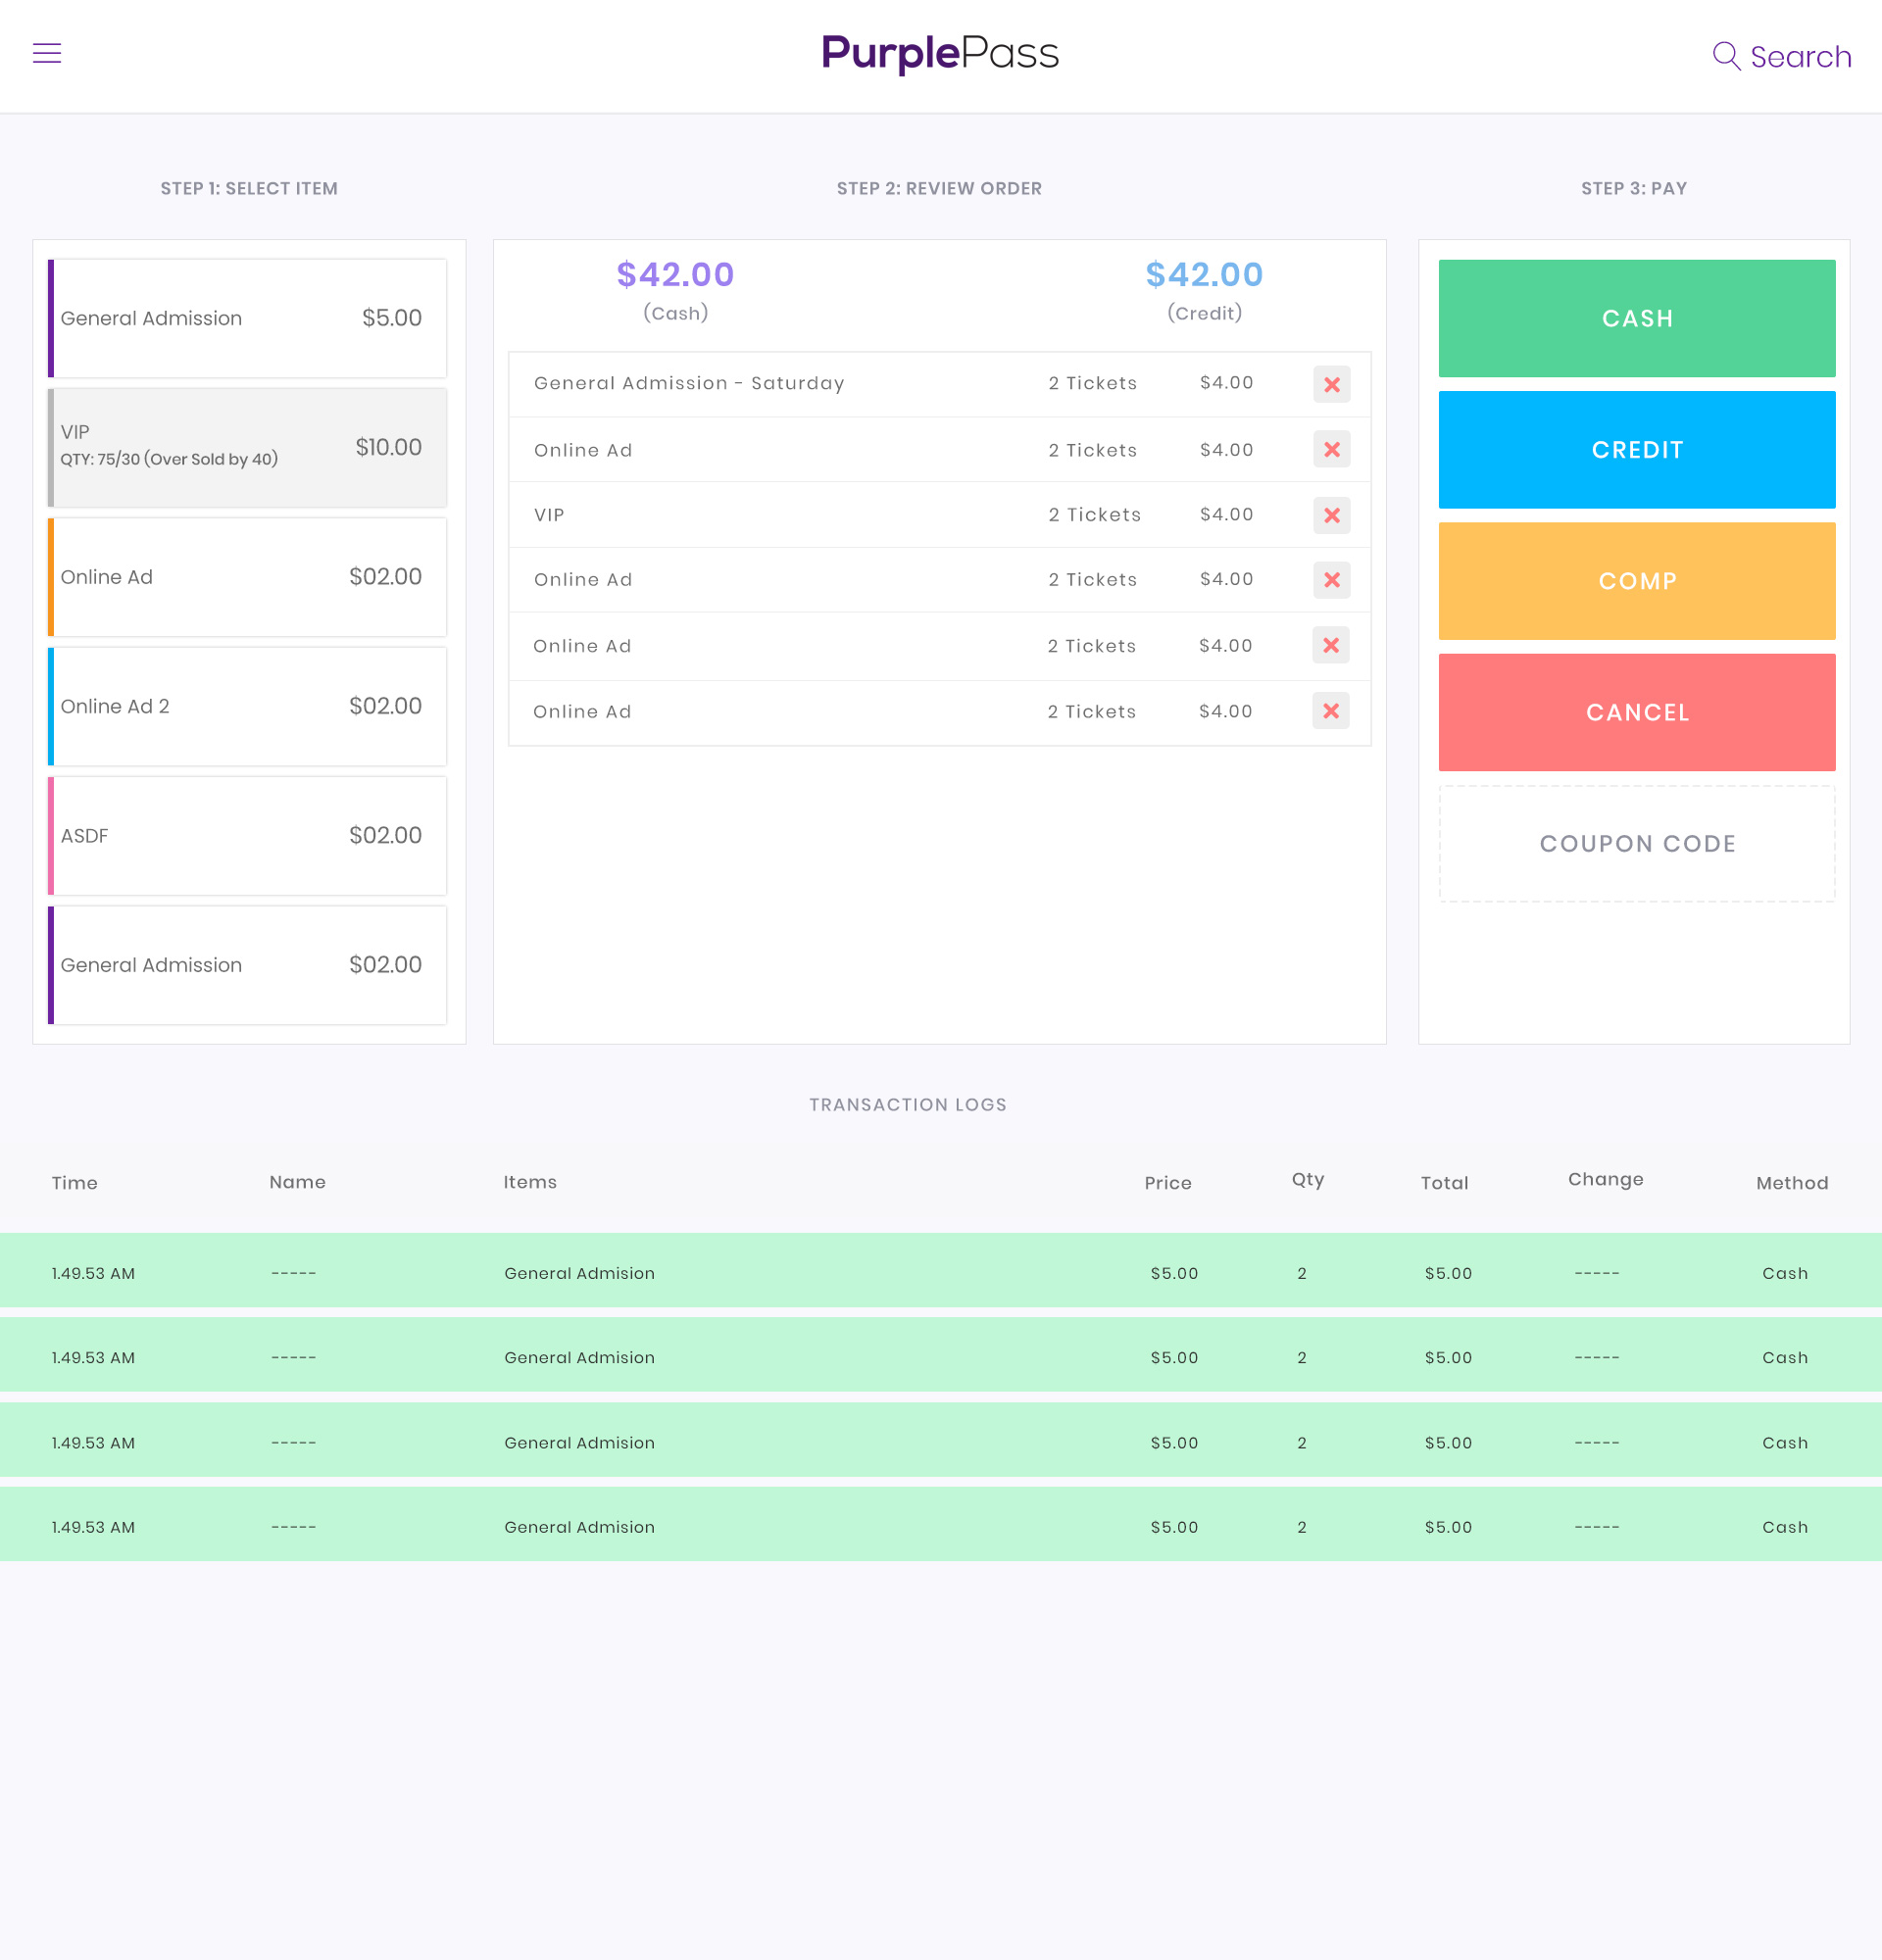 PurplePass
Search
STEP 1: SELECT ITEM
General Admission $5.00
VIP
QTY: 75/30 (Over Sold by 40)
$10.00
Online Ad $02.00
Online Ad 2 $02.00
ASDF $02.00
General Admission $02.00
STEP 2: REVIEW ORDER
$42.00
(Cash)
$42.00
(Credit)
General Admission - Saturday 2 Tickets $4.00
Online Ad 2 Tickets $4.00
VIP 2 Tickets $4.00
Online Ad 2 Tickets $4.00
Online Ad 2 Tickets $4.00
Online Ad 2 Tickets $4.00
STEP 3: PAY
CASH
CREDIT
COMP
CANCEL
COUPON CODE
TRANSACTION LOGS
Time Name Items Price Qty Total Change Method
1.49.53 AM ----- General Admision $5.00 2 $5.00 ----- Cash
1.49.53 AM ----- General Admision $5.00 2 $5.00 ----- Cash
1.49.53 AM ----- General Admision $5.00 2 $5.00 ----- Cash
1.49.53 AM ----- General Admision $5.00 2 $5.00 ----- Cash